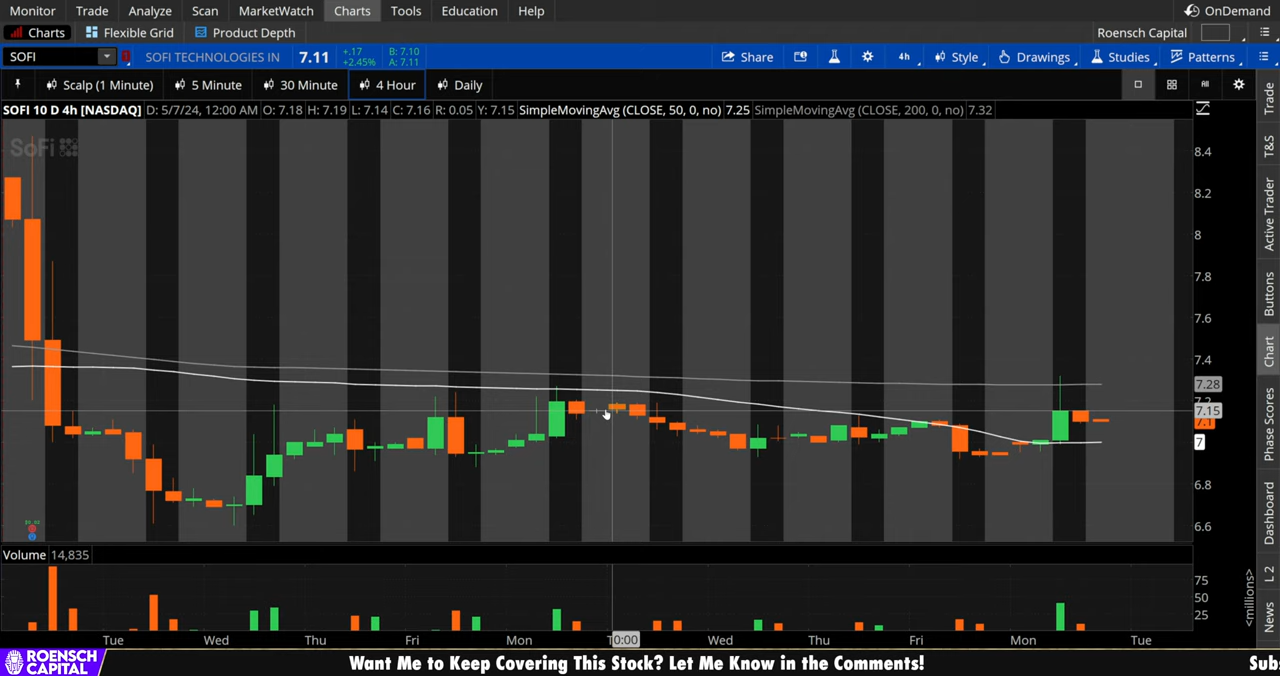 Monitor Trade Analyze Scan MarketWatch Charts Tools Education Help OnDemand
Charts Flexible Grid Product Depth Roensch Capital
SOFI SOFI TECHNOLOGIES IN 7.11 +.17 B: 7.10 Share 4h Style Drawings Studies Patterns
+2.45% A: 7.11
Scalp (1 Minute) 5 Minute 30 Minute 4 Hour Daily All
SOFI 10 D 4h [NASDAQ] D: 5/7/24, 12:00 AM O: 7.18 H: 7.19 L: 7.14 C: 7.16 R: 0.05 Y: 7.15 SimpleMovingAvg (CLOSE, 50, 0, no) 7.25 SimpleMovingAvg (CLOSE, 200, 0, no) 7.32
SoFi
8.4
8.2
8
7.8
7.6
7.4
7.28
7.2
7.15
7.1
7
6.8
6.6
Volume 14,835
75
50
25
<millions>
Tue Wed Thu Fri Mon 0:00 Wed Thu Fri Mon Tue
Trade
T&S
Active Trader
Buttons
Chart
Phase Scores
Dashboard
L 2
News
ROENSCH
CAPITAL
Want Me to Keep Covering This Stock? Let Me Know in the Comments!
Subs